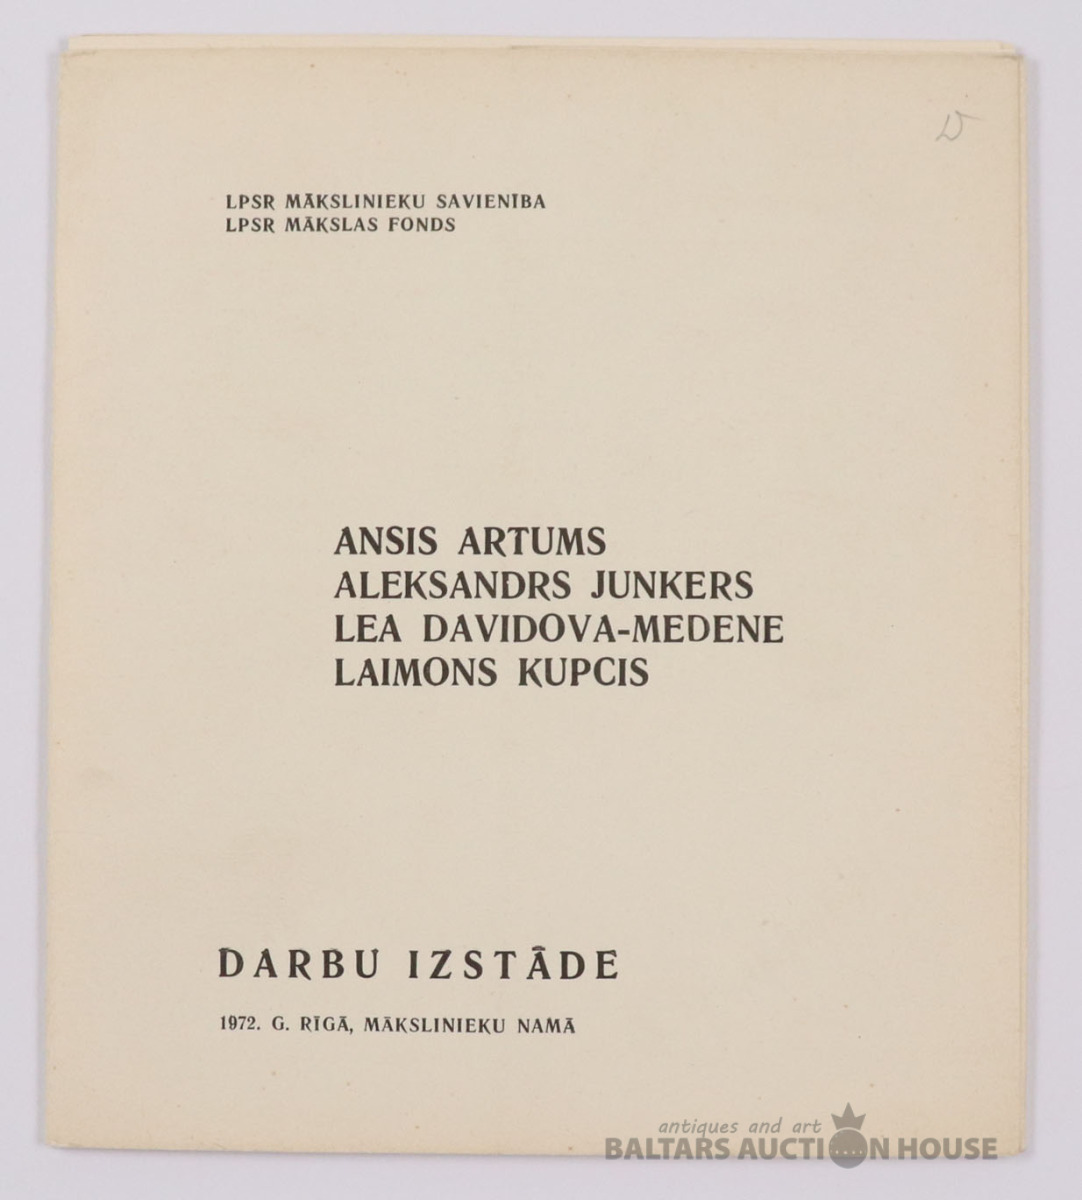 LPSR MĀKSLINIEKU SAVIENĪBA
LPSR MĀKSLAS FONDS
ANSIS ARTUMS
ALEKSANDRS JUNKERS
LEA DAVIDOVA-MEDENE
LAIMONS KUPCIS
DARBU IZSTĀDE
1972. G. RĪGĀ, MĀKSLINIEKU NAMĀ
antiques and art
BALTARS AUCTION HOUSE